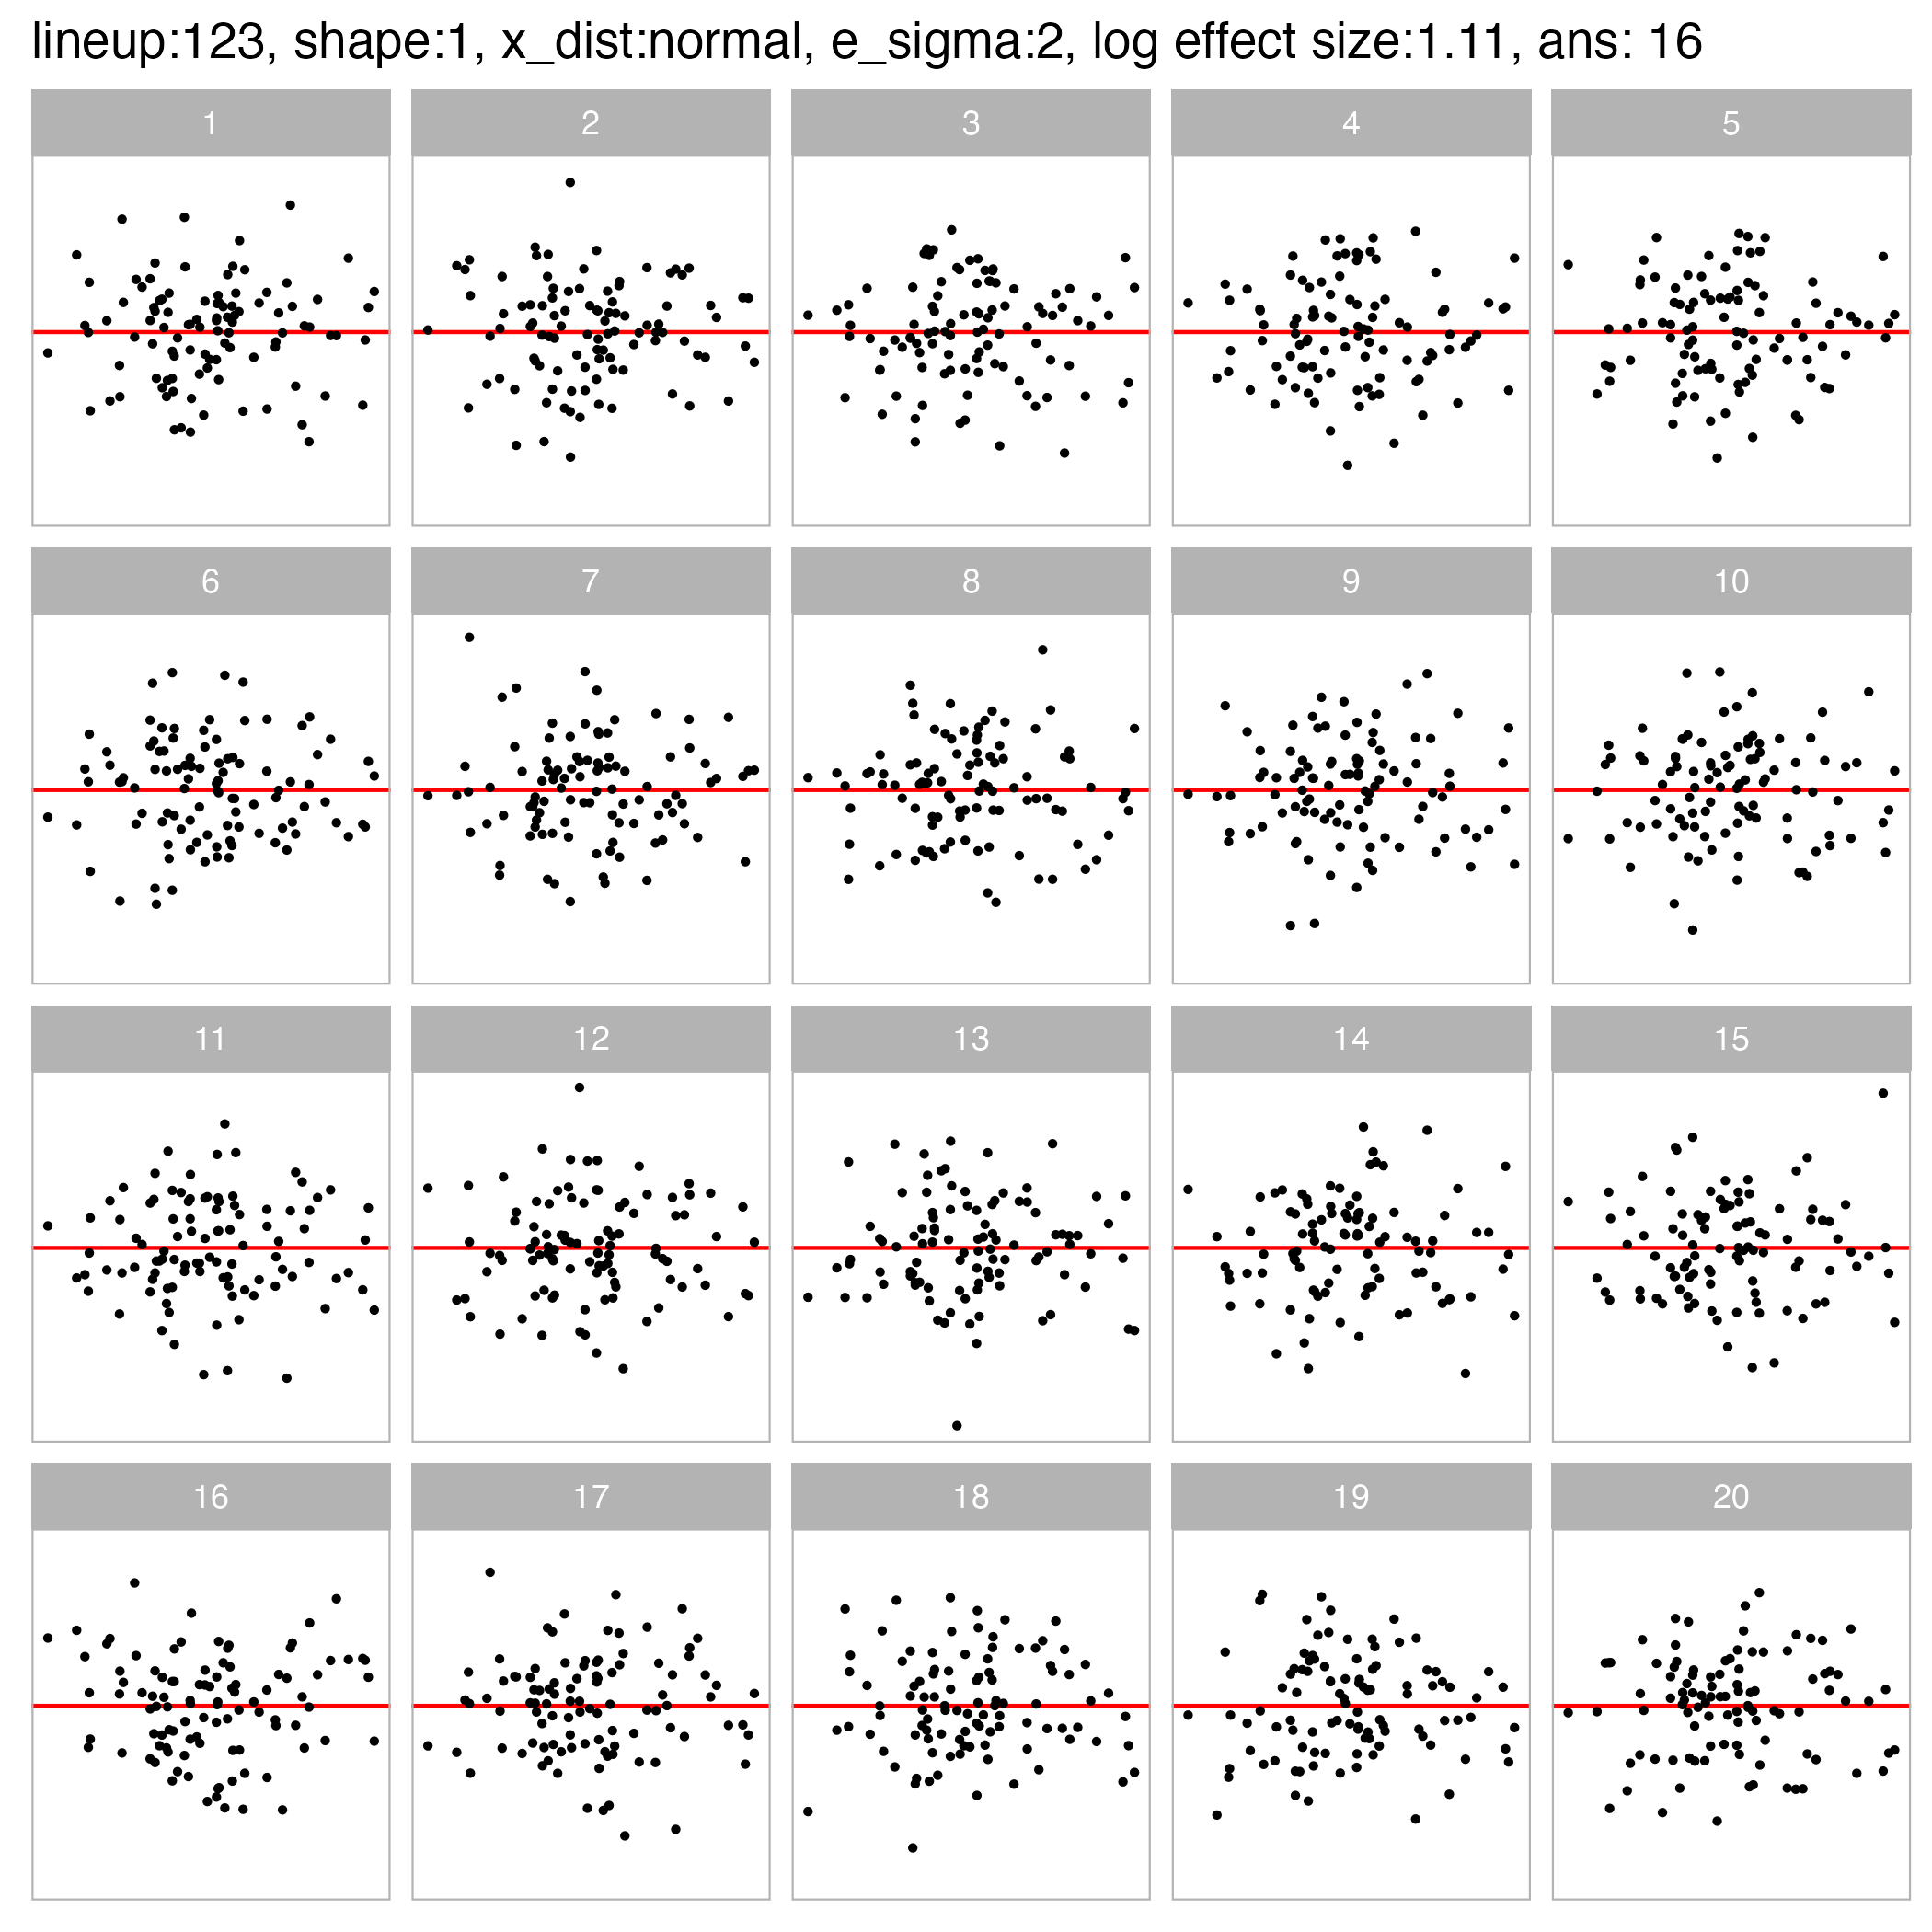 lineup:123, shape:1, x_dist:normal, e_sigma:2, log effect size:1.11, ans: 16
1 2 3 4 5
6 7 8 9 10
11 12 13 14 15
16 17 18 19 20